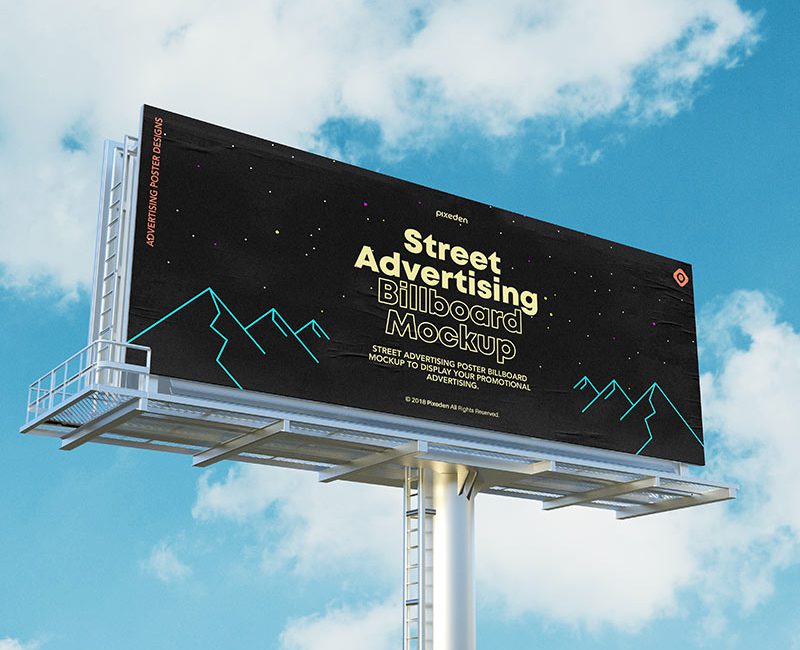 ADVERTISING POSTER DESIGNS
pixeden
Street
Advertising
Billboard
Mockup
STREET ADVERTISING POSTER BILLBOARD
MOCKUP TO DISPLAY YOUR PROMOTIONAL
ADVERTISING.
© 2018 Pixeden All Rights Reserved.